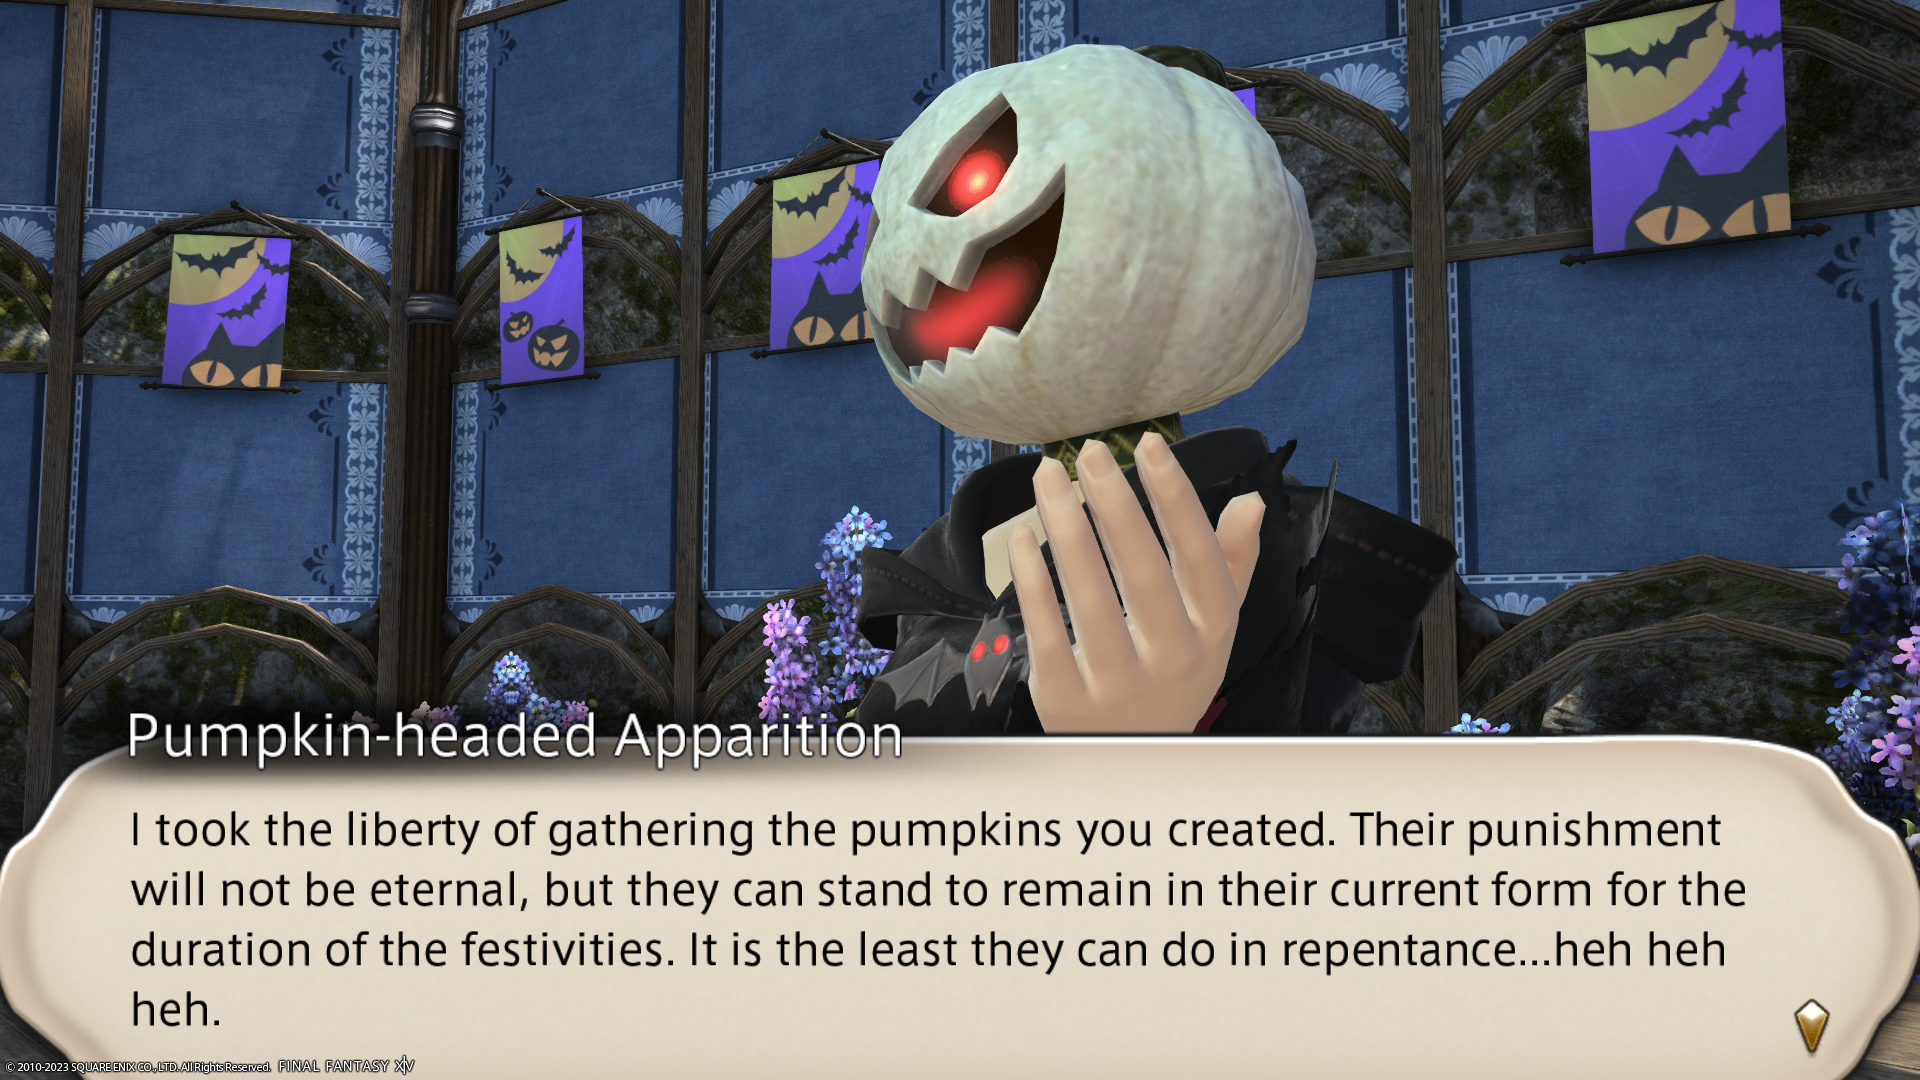 Pumpkin-headed Apparition
I took the liberty of gathering the pumpkins you created. Their punishment
will not be eternal, but they can stand to remain in their current form for the
duration of the festivities. It is the least they can do in repentance...heh heh
heh.
© 2010-2023 SQUARE ENIX CO., LTD. All Rights Reserved. FINAL FANTASY XIV